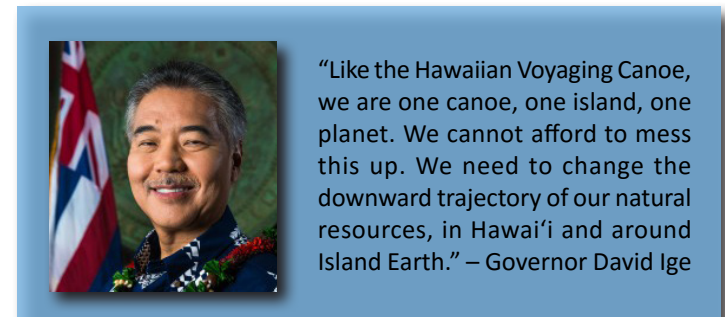 “Like the Hawaiian Voyaging Canoe,
we are one canoe, one island, one
planet. We cannot afford to mess
this up. We need to change the
downward trajectory of our natural
resources, in Hawai‘i and around
Island Earth.” – Governor David Ige